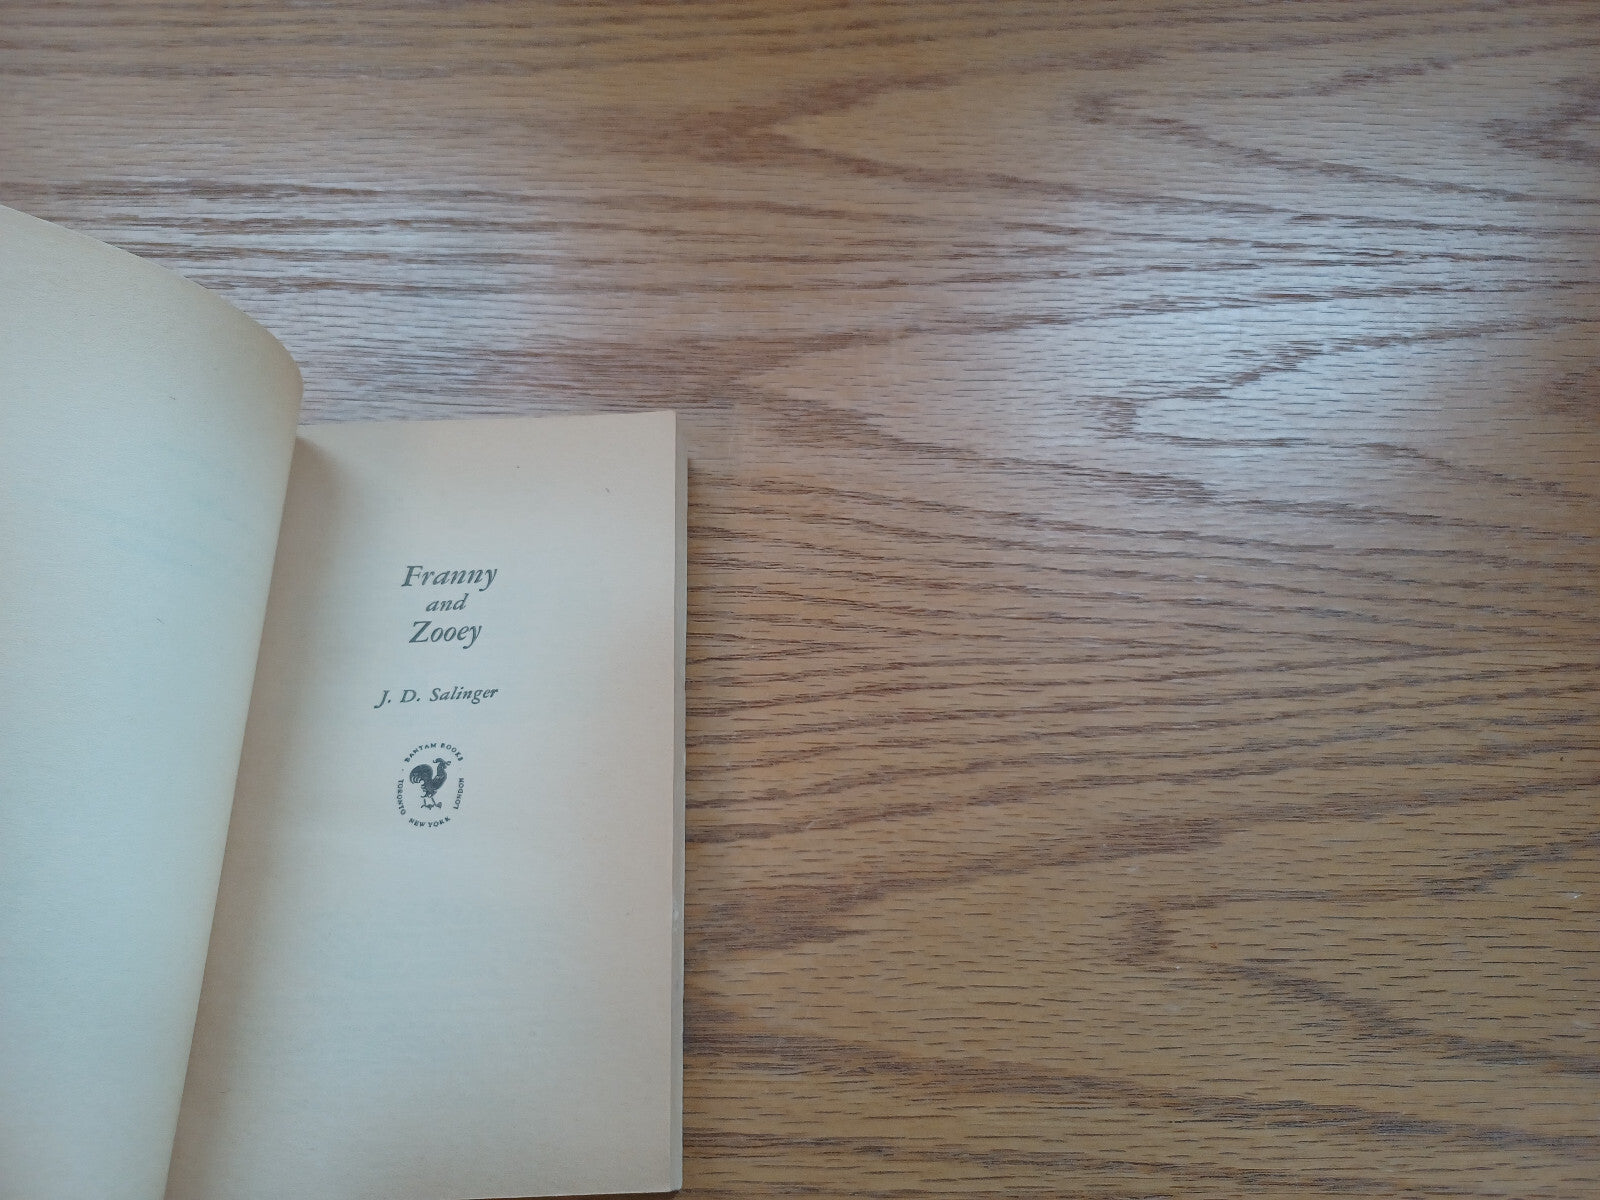 Franny
and
Zooey
J. D. Salinger
BANTAM BOOKS
TORONTO · NEW YORK · LONDON